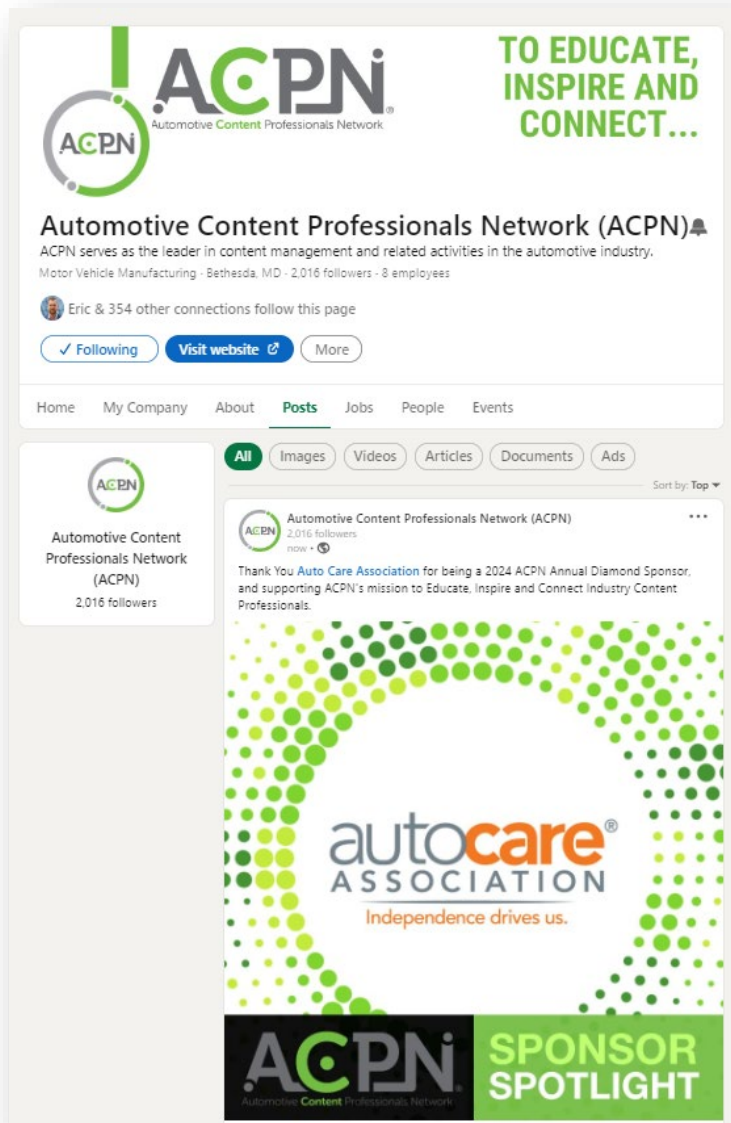 ACPN®
Automotive Content Professionals Network
TO EDUCATE,
INSPIRE AND
CONNECT...
ACPN
Automotive Content Professionals Network (ACPN)
ACPN serves as the leader in content management and related activities in the automotive industry.
Motor Vehicle Manufacturing · Bethesda, MD · 2,016 followers · 8 employees
Eric & 354 other connections follow this page
✓ Following
Visit website
More
Home My Company About Posts Jobs People Events
ACPN
Automotive Content
Professionals Network
(ACPN)
2,016 followers
All Images Videos Articles Documents Ads
Sort by: Top
ACPN
Automotive Content Professionals Network (ACPN)
2,016 followers
now •
Thank You Auto Care Association for being a 2024 ACPN Annual Diamond Sponsor,
and supporting ACPN's mission to Educate, Inspire and Connect Industry Content
Professionals.
autocare®
ASSOCIATION
Independence drives us.
ACPN
Automotive Content Professionals Network
SPONSOR
SPOTLIGHT